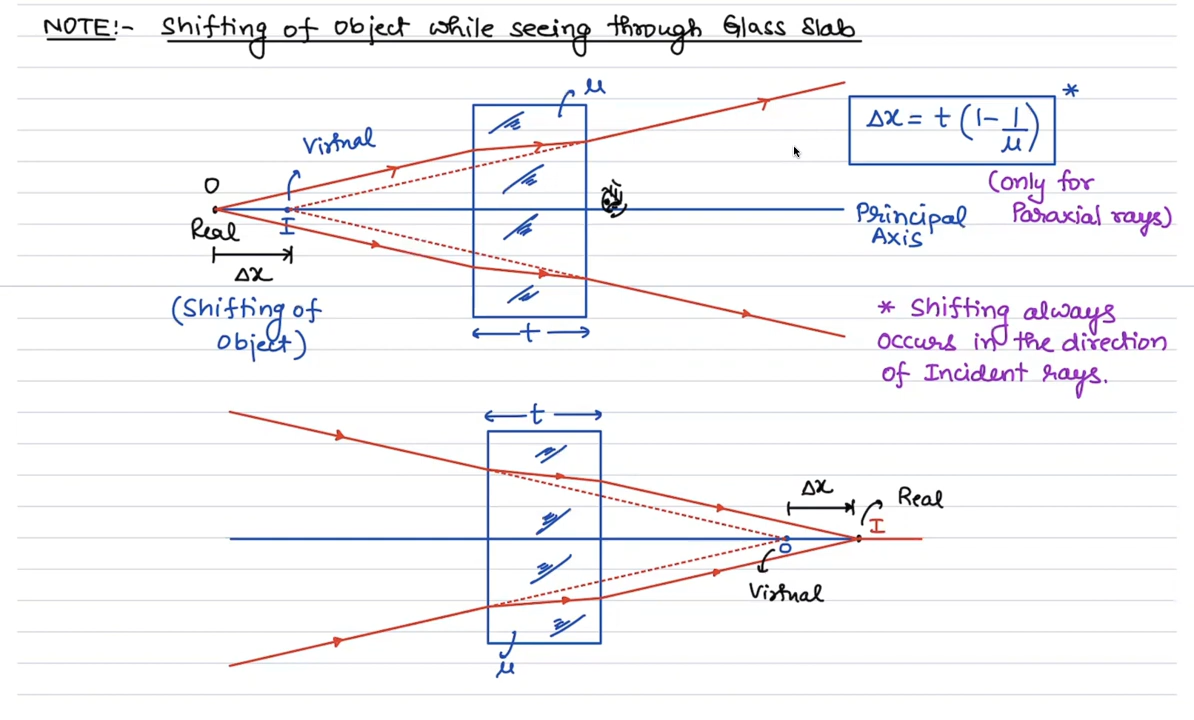 NOTE:- Shifting of Object while seeing through Glass Slab
μ
*
Δx = t (1 - 1/μ)
Virtual
(only for
Paraxial rays)
O
Real
I
Principal
Axis
Δx
(Shifting of
Object)
t
* Shifting always
occurs in the direction
of Incident rays.
t
Δx
Real
I
O
Virtual
μ